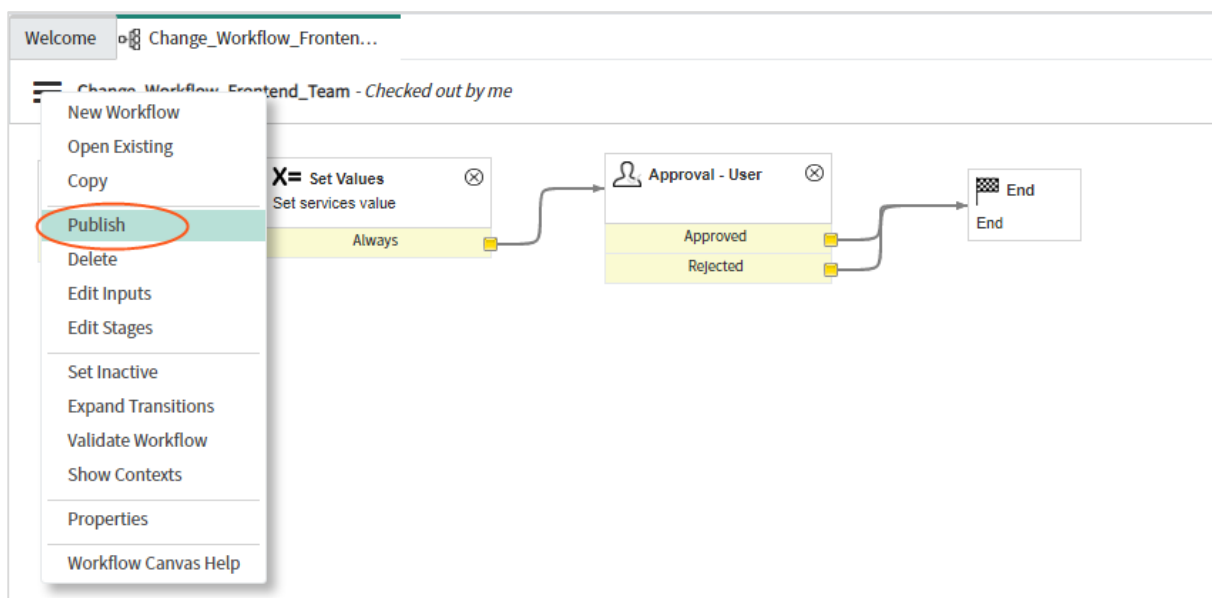 Welcome
Change_Workflow_Fronten...
Change_Workflow_Frontend_Team - Checked out by me
New Workflow
Open Existing
Copy
Publish
Delete
Edit Inputs
Edit Stages
Set Inactive
Expand Transitions
Validate Workflow
Show Contexts
Properties
Workflow Canvas Help
X= Set Values
Set services value
Always
Approval - User
Approved
Rejected
End
End